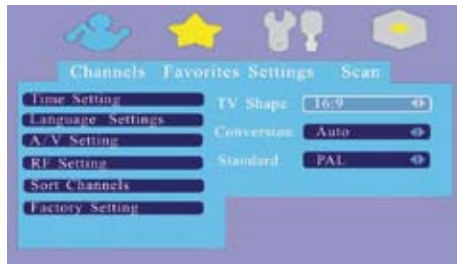 Channels Favorites Settings Scan
Time Setting
Language Settings
A/V Setting
RF Setting
Sort Channels
Factory Setting
TV Shape 16:9
Conversion Auto
Standard PAL